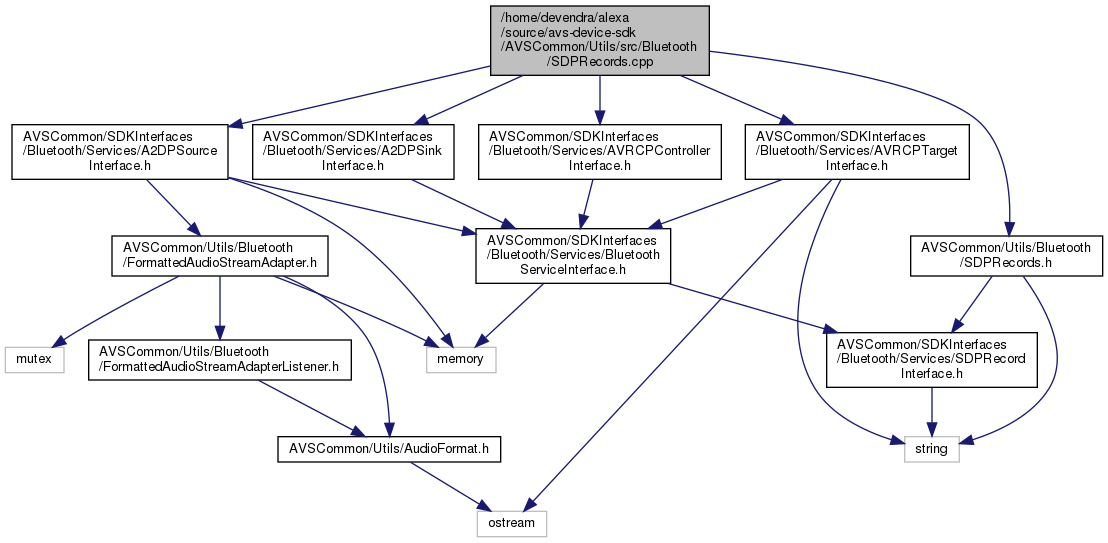 /home/devendra/alexa
/source/avs-device-sdk
/AVSCommon/Utils/src/Bluetooth
/SDPRecords.cpp
AVSCommon/SDKInterfaces
/Bluetooth/Services/A2DPSource
Interface.h
AVSCommon/SDKInterfaces
/Bluetooth/Services/A2DPSink
Interface.h
AVSCommon/SDKInterfaces
/Bluetooth/Services/AVRCPController
Interface.h
AVSCommon/SDKInterfaces
/Bluetooth/Services/AVRCPTarget
Interface.h
AVSCommon/Utils/Bluetooth
/FormattedAudioStreamAdapter.h
AVSCommon/SDKInterfaces
/Bluetooth/Services/Bluetooth
ServiceInterface.h
AVSCommon/Utils/Bluetooth
/SDPRecords.h
mutex
AVSCommon/Utils/Bluetooth
/FormattedAudioStreamAdapterListener.h
memory
AVSCommon/SDKInterfaces
/Bluetooth/Services/SDPRecord
Interface.h
AVSCommon/Utils/AudioFormat.h
string
ostream